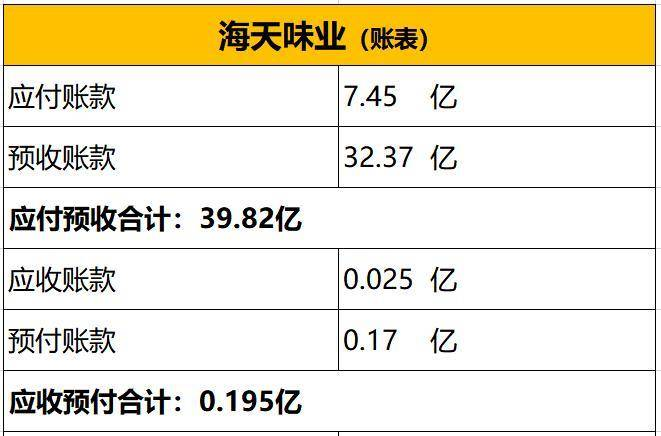 海天味业（账表）
应付账款 7.45 亿
预收账款 32.37 亿
应付预收合计：39.82亿
应收账款 0.025 亿
预付账款 0.17 亿
应收预付合计：0.195亿